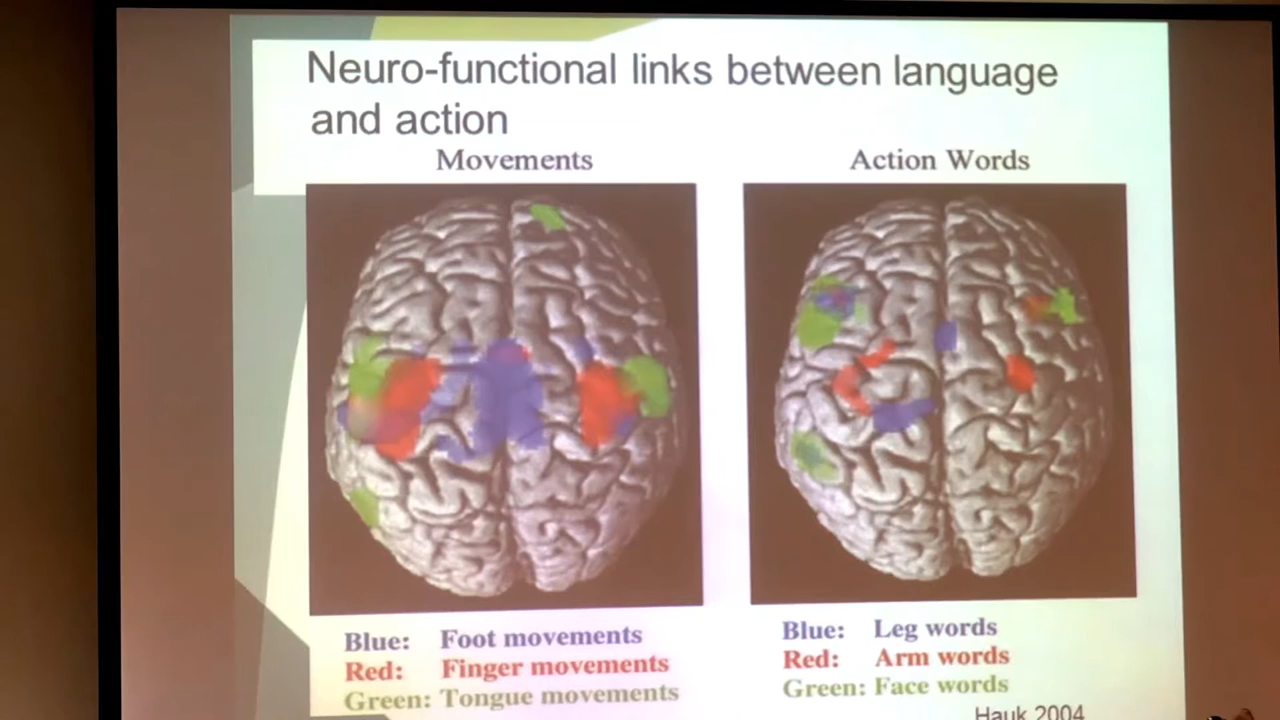 Neuro-functional links between language
and action
Movements
Action Words
Blue: Foot movements
Red: Finger movements
Green: Tongue movements
Blue: Leg words
Red: Arm words
Green: Face words
Hauk 2004